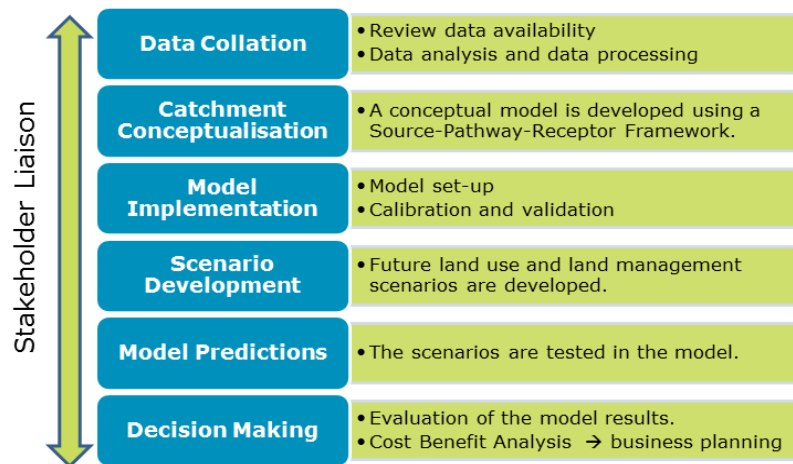 Stakeholder Liaison
Data Collation
• Review data availability
• Data analysis and data processing
Catchment
Conceptualisation
• A conceptual model is developed using a
Source-Pathway-Receptor Framework.
Model
Implementation
• Model set-up
• Calibration and validation
Scenario
Development
• Future land use and land management
scenarios are developed.
Model Predictions
• The scenarios are tested in the model.
Decision Making
• Evaluation of the model results.
• Cost Benefit Analysis → business planning